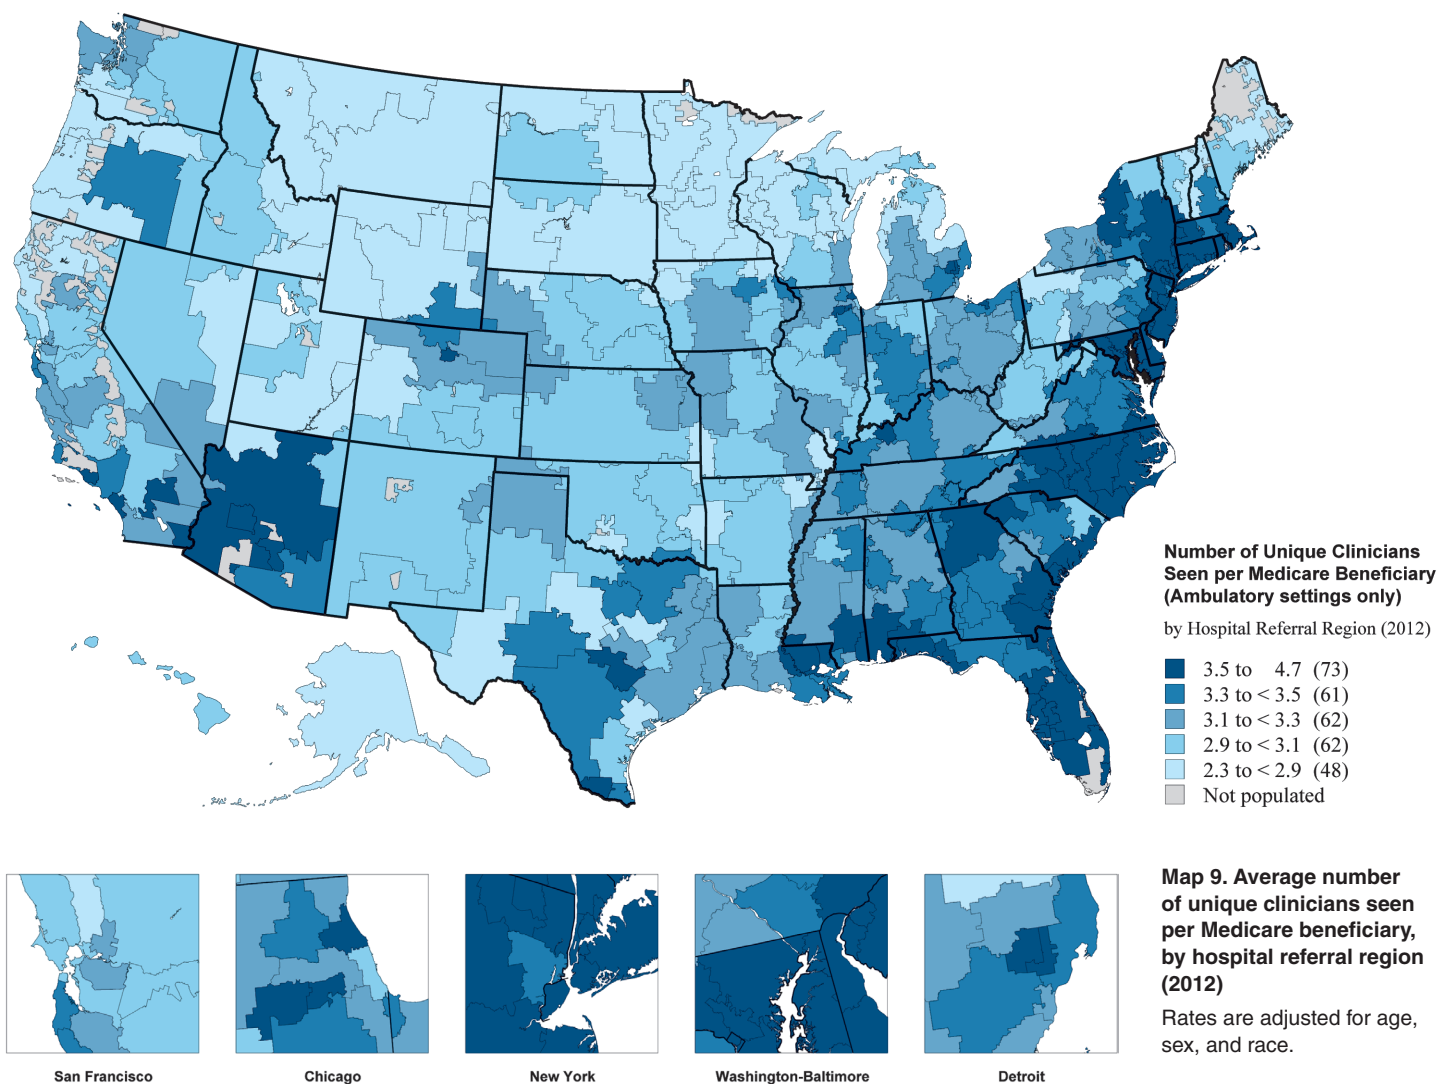 Number of Unique Clinicians
Seen per Medicare Beneficiary
(Ambulatory settings only)
by Hospital Referral Region (2012)
3.5 to 4.7 (73)
3.3 to < 3.5 (61)
3.1 to < 3.3 (62)
2.9 to < 3.1 (62)
2.3 to < 2.9 (48)
Not populated
Map 9. Average number
of unique clinicians seen
per Medicare beneficiary,
by hospital referral region
(2012)
Rates are adjusted for age,
sex, and race.
San Francisco
Chicago
New York
Washington-Baltimore
Detroit